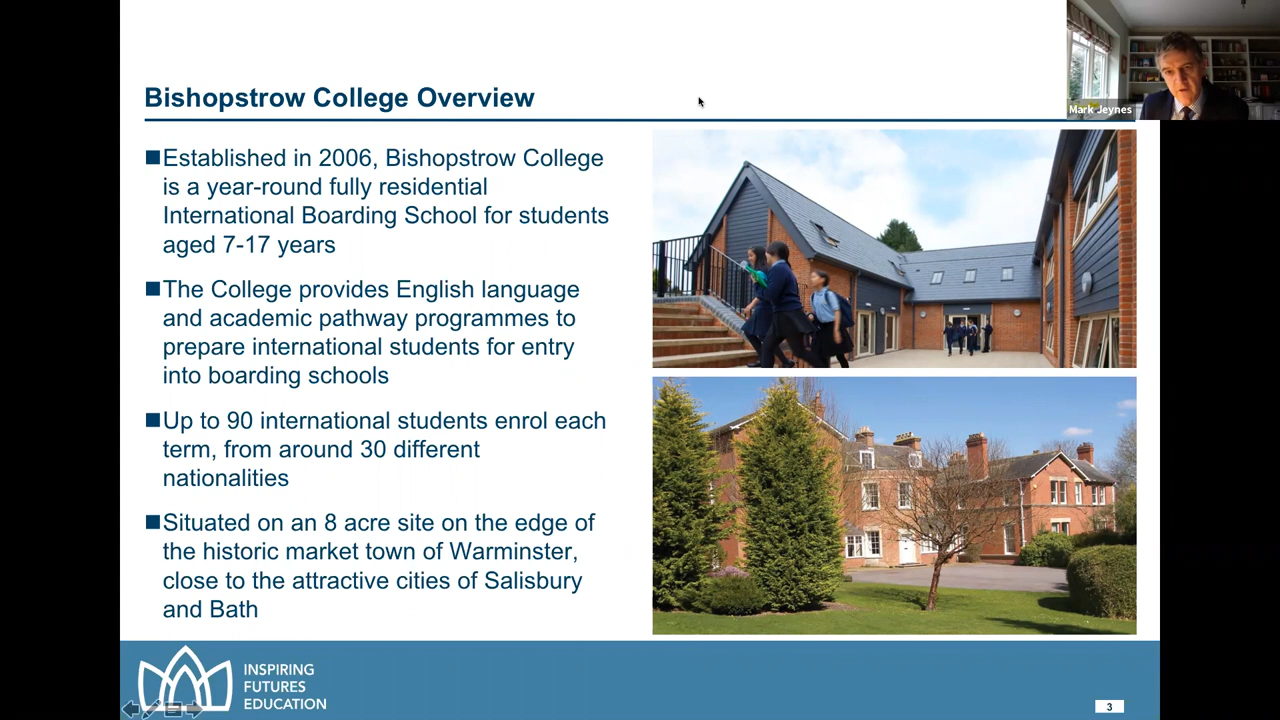 Bishopstrow College Overview
Mark Jeynes
Established in 2006, Bishopstrow College
is a year-round fully residential
International Boarding School for students
aged 7-17 years
The College provides English language
and academic pathway programmes to
prepare international students for entry
into boarding schools
Up to 90 international students enrol each
term, from around 30 different
nationalities
Situated on an 8 acre site on the edge of
the historic market town of Warminster,
close to the attractive cities of Salisbury
and Bath
INSPIRING
FUTURES
EDUCATION
3